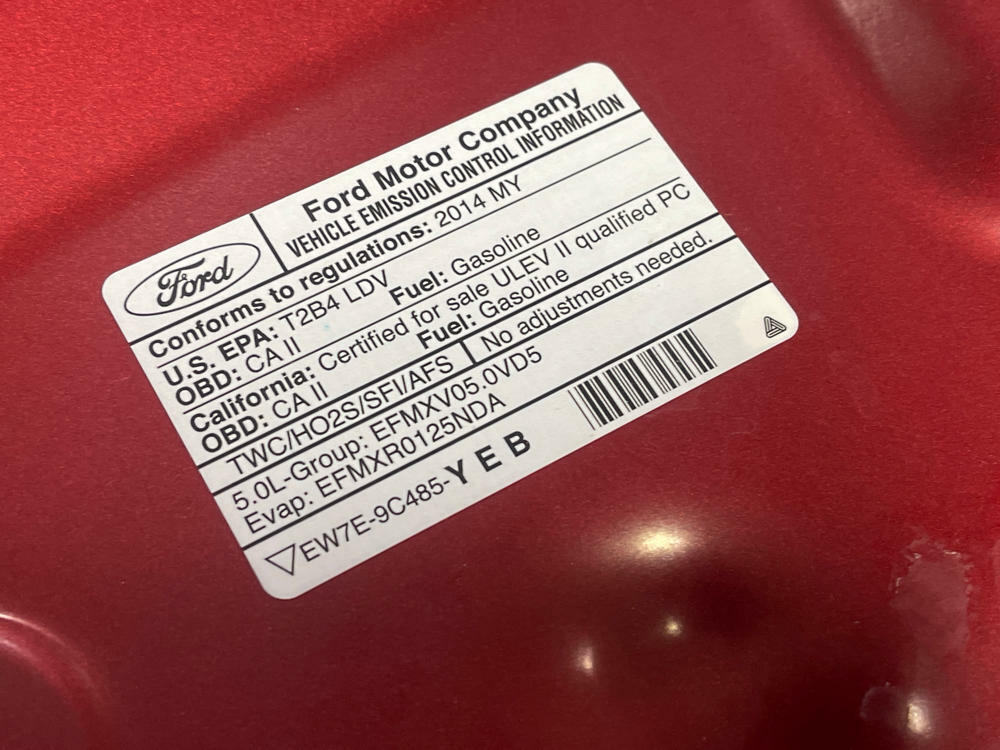 Ford
Ford Motor Company
VEHICLE EMISSION CONTROL INFORMATION
Conforms to regulations: 2014 MY
U.S. EPA: T2B4 LDV
OBD: CA II Fuel: Gasoline
California: Certified for sale ULEV II qualified PC
OBD: CA II Fuel: Gasoline
TWC/HO2S/SFI/AFS No adjustments needed.
5.0L-Group: EFMXV05.0VD5
Evap: EFMXR0125NDA
EW7E-9C485-Y E B